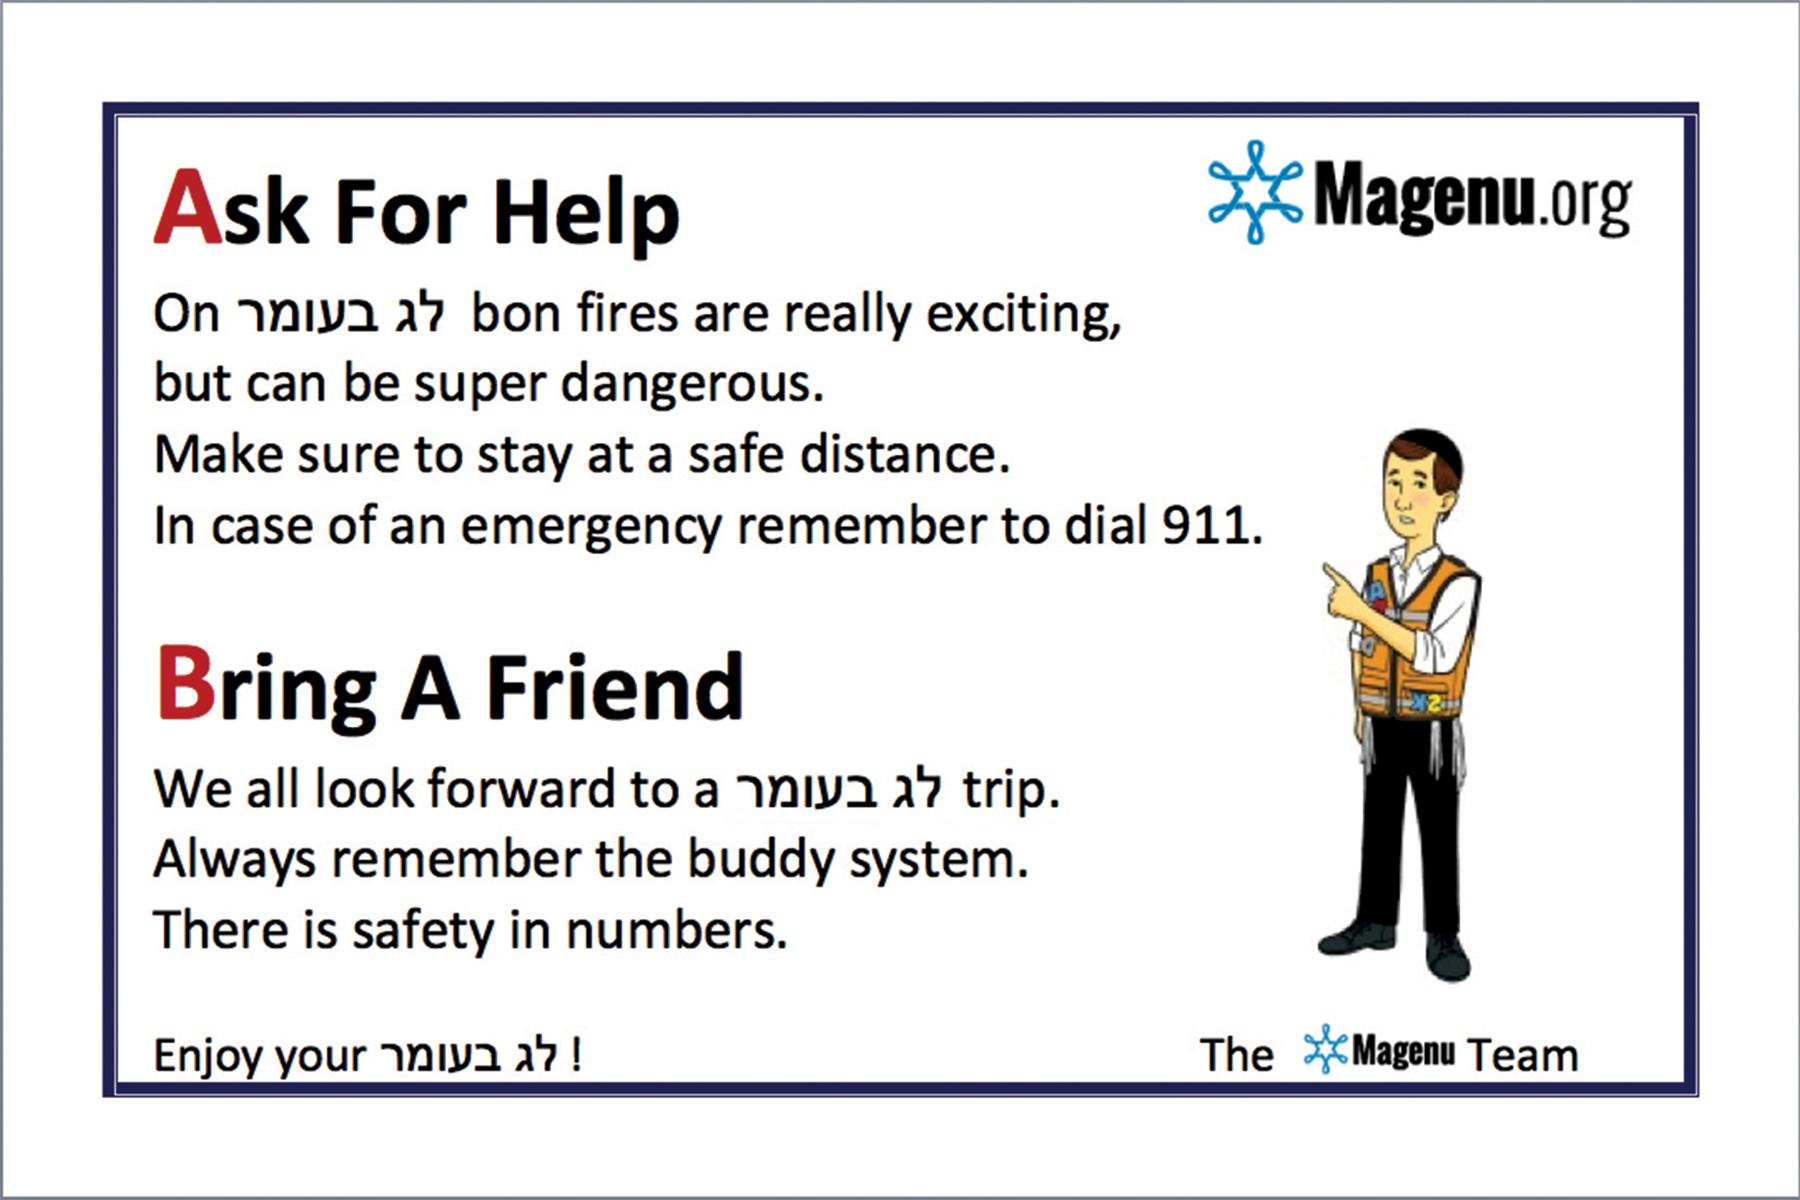 Ask For Help
Magenu.org
On לג בעומר bon fires are really exciting,
but can be super dangerous.
Make sure to stay at a safe distance.
In case of an emergency remember to dial 911.
Bring A Friend
We all look forward to a לג בעומר trip.
Always remember the buddy system.
There is safety in numbers.
Enjoy your לג בעומר !
The Magenu Team